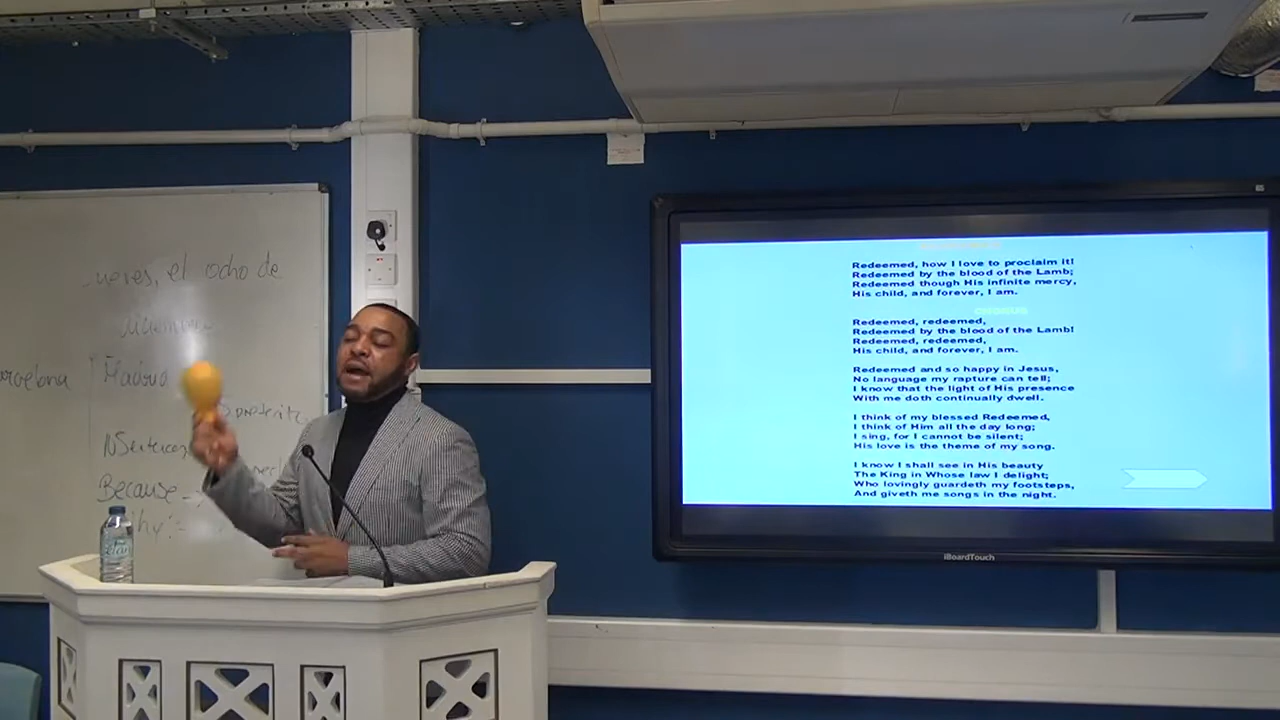 el ocho de
Madrid
Because
Redeemed, how I love to proclaim it!
Redeemed by the blood of the Lamb;
Redeemed though His infinite mercy,
His child, and forever, I am.
CHORUS
Redeemed, redeemed,
Redeemed by the blood of the Lamb!
Redeemed, redeemed,
His child, and forever, I am.
Redeemed and so happy in Jesus,
No language my rapture can tell;
I know that the light of His presence
With me doth continually dwell.
I think of my blessed Redeemed,
I think of Him all the day long;
I sing, for I cannot be silent;
His love is the theme of my song.
I know I shall see in His beauty
The King in Whose law I delight;
Who lovingly guardeth my footsteps,
And giveth me songs in the night.
iBoardTouch